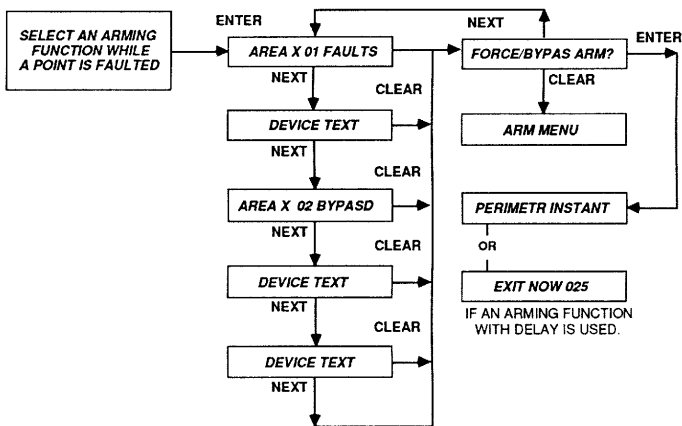 SELECT AN ARMING
FUNCTION WHILE
A POINT IS FAULTED
ENTER
AREA X 01 FAULTS
NEXT
CLEAR
DEVICE TEXT
NEXT
CLEAR
AREA X 02 BYPASD
NEXT
CLEAR
DEVICE TEXT
NEXT
CLEAR
DEVICE TEXT
NEXT
NEXT
FORCE/BYPAS ARM?
ENTER
CLEAR
ARM MENU
PERIMETR INSTANT
OR
EXIT NOW 025
IF AN ARMING FUNCTION
WITH DELAY IS USED.